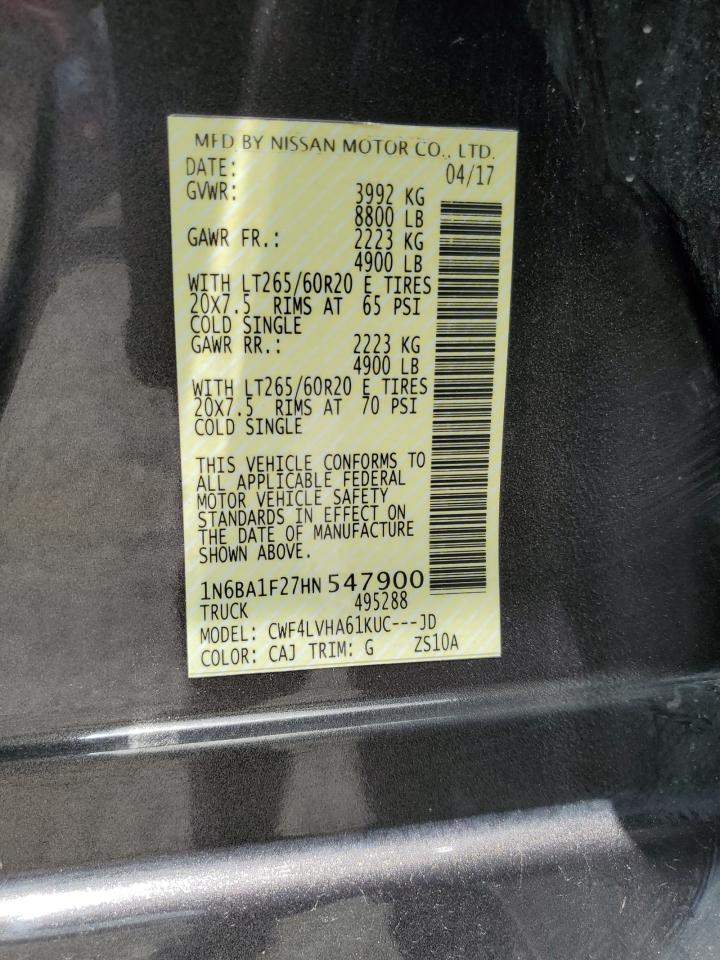 MFD BY NISSAN MOTOR CO., LTD.
DATE: 04/17
GVWR: 3992 KG
8800 LB
GAWR FR.: 2223 KG
4900 LB
WITH LT265/60R20 E TIRES
20X7.5 RIMS AT 65 PSI
COLD SINGLE
GAWR RR.: 2223 KG
4900 LB
WITH LT265/60R20 E TIRES
20X7.5 RIMS AT 70 PSI
COLD SINGLE
THIS VEHICLE CONFORMS TO
ALL APPLICABLE FEDERAL
MOTOR VEHICLE SAFETY
STANDARDS IN EFFECT ON
THE DATE OF MANUFACTURE
SHOWN ABOVE.
1N6BA1F27HN547900
TRUCK 495288
MODEL: CWF4LVHA61KUC---JD
COLOR: CAJ TRIM: G ZS10A